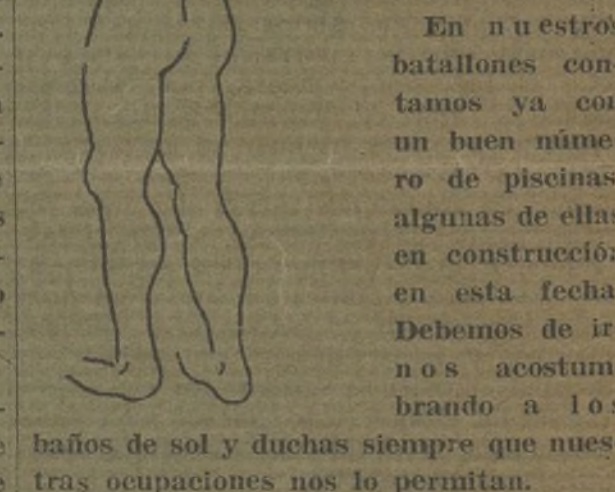 En nuestros
batallones con-
tamos ya con
un buen núme
ro de piscinas
algunas de ellas
en construcción
en esta fecha
Debemos de ir
nos acostum
brando a los
baños de sol y duchas siempre que nues
tras ocupaciones nos lo permitan.